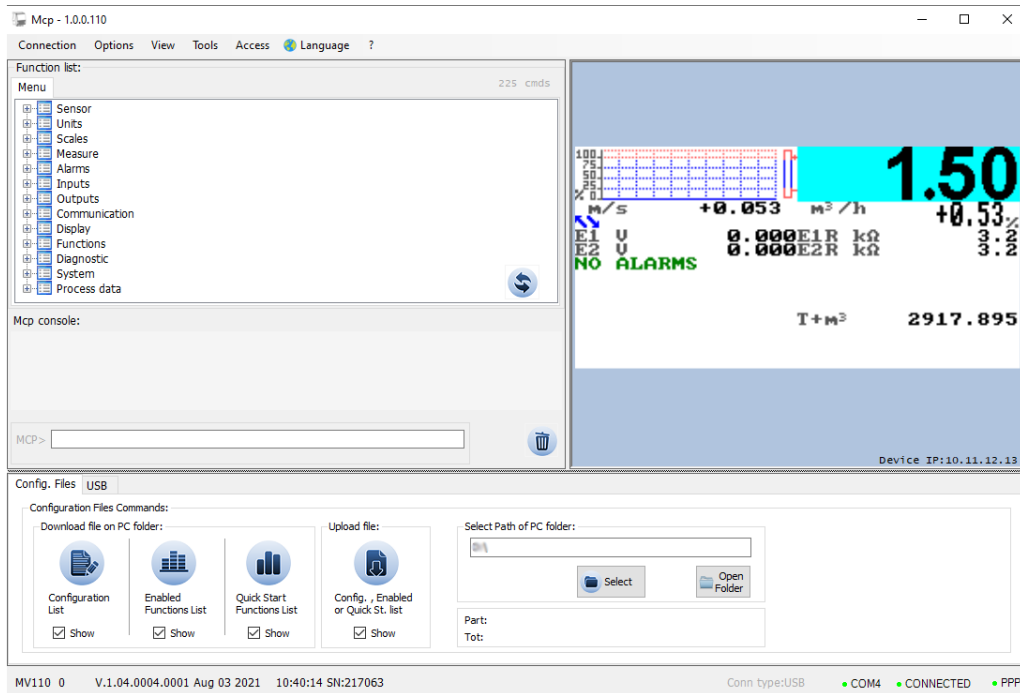 Mcp - 1.0.0.110
Connection Options View Tools Access Language ?
Function list:
Menu
225 cmds
Sensor
Units
Scales
Measure
Alarms
Inputs
Outputs
Communication
Display
Functions
Diagnostic
System
Process data
Mcp console:
MCP>
100
75
50
25
% 0
1.50
m/s +0.053 m³/h +0.53%
E1 V 0.000E1R kΩ 3.2
E2 V 0.000E2R kΩ 3.2
NO ALARMS
T+m³ 2917.895
Device IP:10.11.12.13
Config. Files USB
Configuration Files Commands:
Download file on PC folder:
Configuration
List
Show
Enabled
Functions List
Show
Quick Start
Functions List
Show
Upload file:
Config. , Enabled
or Quick St. list
Show
Select Path of PC folder:
D:\
Select
Open
Folder
Part:
Tot:
MV110 0 V.1.04.0004.0001 Aug 03 2021 10:40:14 SN:217063 Conn type:USB COM4 CONNECTED PPP